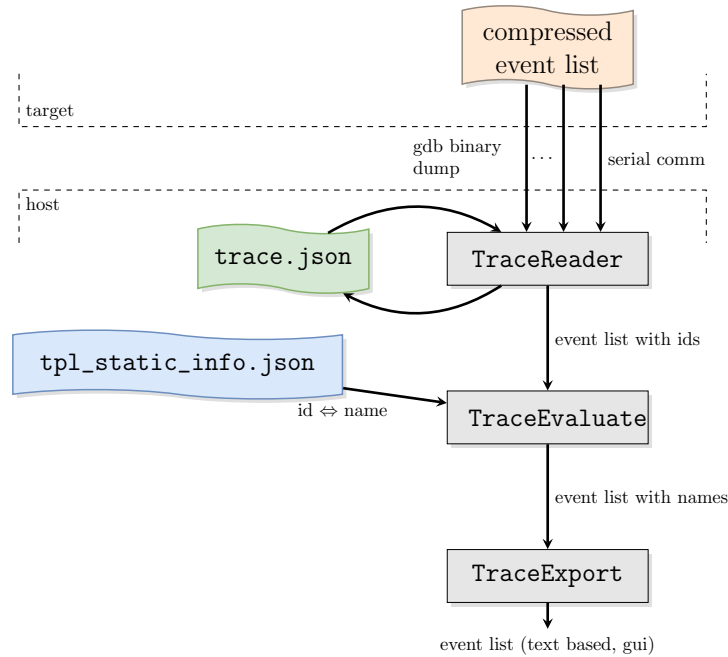 compressed
event list
target
gdb binary
dump
...
serial comm
host
trace.json
TraceReader
event list with ids
tpl_static_info.json
id ⇔ name
TraceEvaluate
event list with names
TraceExport
event list (text based, gui)